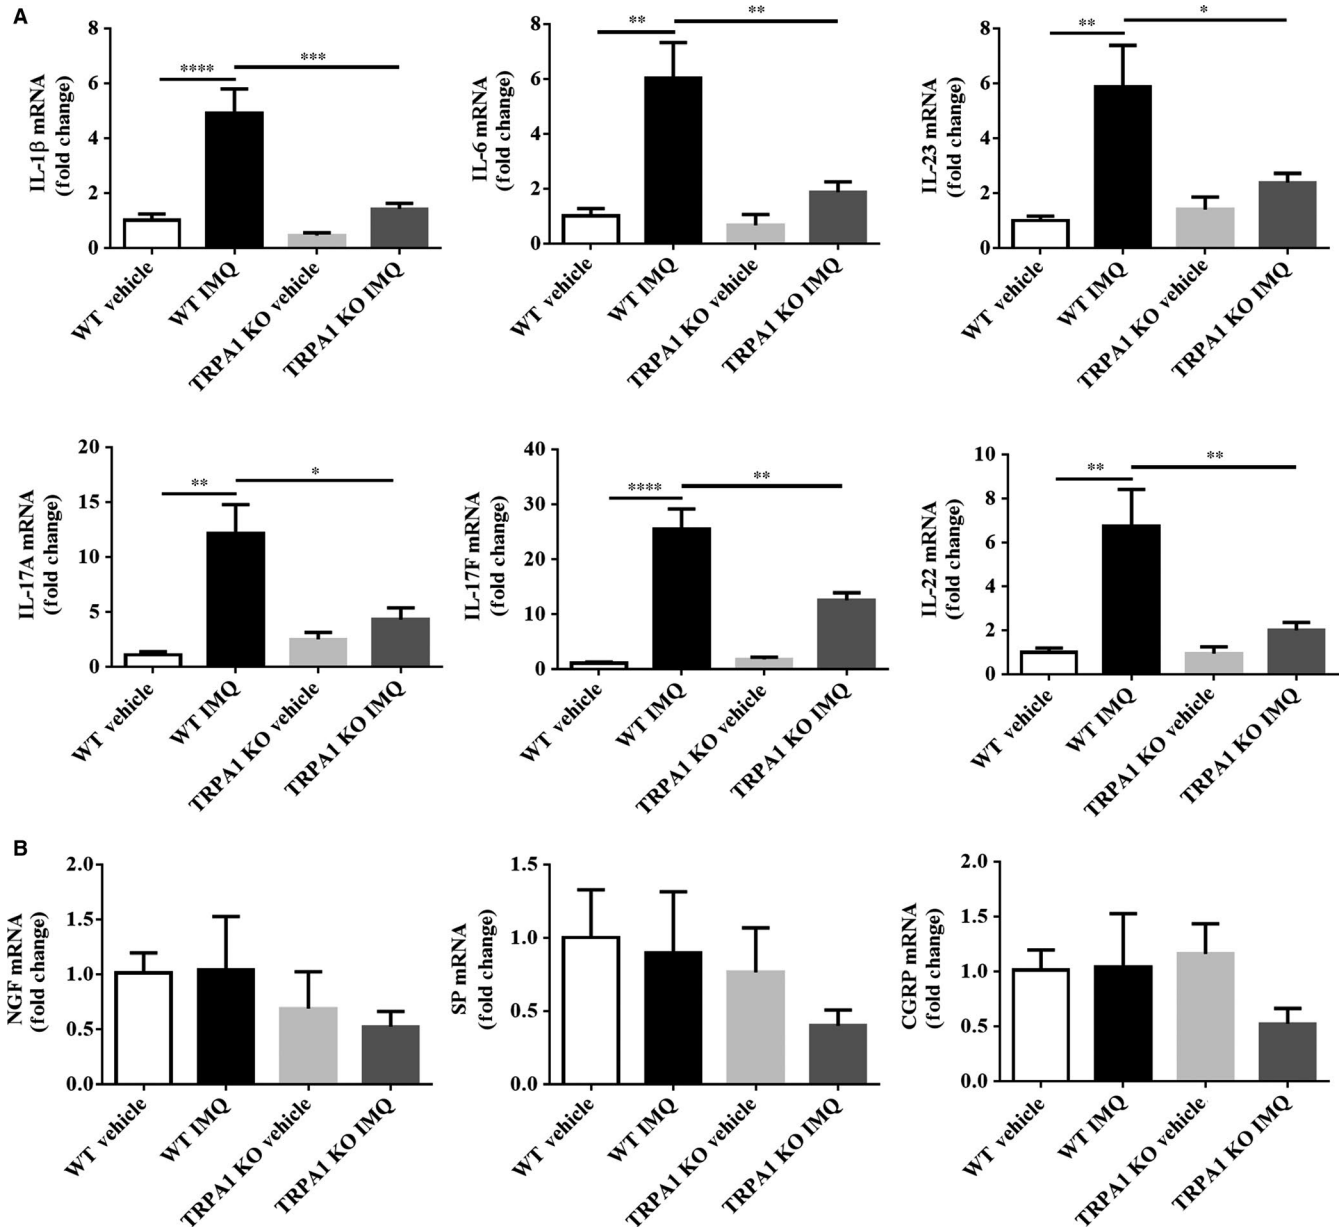 A
IL-1β mRNA
(fold change)
8
6
4
2
0
****
***
WT vehicle
WT IMQ
TRPA1 KO vehicle
TRPA1 KO IMQ
IL-6 mRNA
(fold change)
8
6
4
2
0
**
**
WT vehicle
WT IMQ
TRPA1 KO vehicle
TRPA1 KO IMQ
IL-23 mRNA
(fold change)
8
6
4
2
0
**
*
WT vehicle
WT IMQ
TRPA1 KO vehicle
TRPA1 KO IMQ
IL-17A mRNA
(fold change)
20
15
10
5
0
**
*
WT vehicle
WT IMQ
TRPA1 KO vehicle
TRPA1 KO IMQ
IL-17F mRNA
(fold change)
40
30
20
10
0
****
**
WT vehicle
WT IMQ
TRPA1 KO vehicle
TRPA1 KO IMQ
IL-22 mRNA
(fold change)
10
8
6
4
2
0
**
**
WT vehicle
WT IMQ
TRPA1 KO vehicle
TRPA1 KO IMQ
B
NGF mRNA
(fold change)
2.0
1.5
1.0
0.5
0.0
WT vehicle
WT IMQ
TRPA1 KO vehicle
TRPA1 KO IMQ
SP mRNA
(fold change)
1.5
1.0
0.5
0.0
WT vehicle
WT IMQ
TRPA1 KO vehicle
TRPA1 KO IMQ
CGRP mRNA
(fold change)
2.0
1.5
1.0
0.5
0.0
WT vehicle
WT IMQ
TRPA1 KO vehicle
TRPA1 KO IMQ